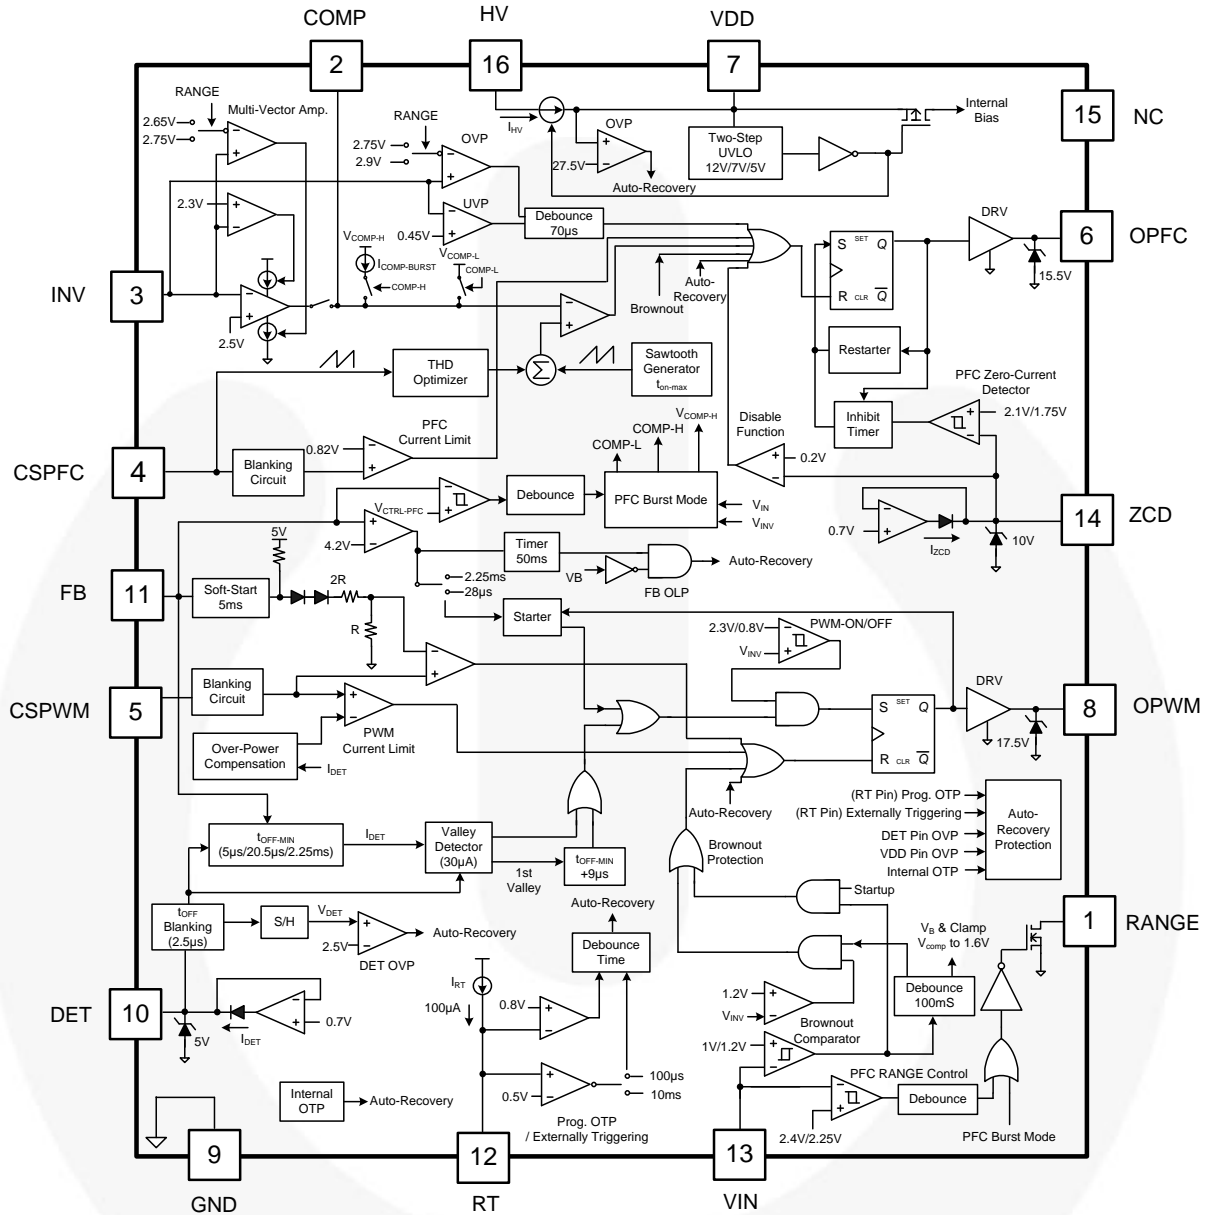 COMP
HV
VDD
2
16
7
15
NC
RANGE
Multi-Vector Amp.
2.65V
2.75V
RANGE
OVP
2.75V
2.9V
I_HV
OVP
27.5V
Auto-Recovery
Two-Step
UVLO
12V/7V/5V
Internal
Bias
2.3V
UVP
0.45V
Debounce
70µs
DRV
6
OPFC
15.5V
S SET Q
R CLR Q
V_COMP-H
I_COMP-BURST
COMP-H
V_COMP-L
COMP-L
Auto-
Recovery
Brownout
INV
3
2.5V
Restarter
THD
Optimizer
Σ
Sawtooth
Generator
t_on-max
PFC Zero-Current
Detector
2.1V/1.75V
Inhibit
Timer
V_COMP-H
COMP-H
COMP-L
Disable
Function
0.2V
PFC
Current Limit
0.82V
CSPFC
4
Blanking
Circuit
Debounce
PFC Burst Mode
V_IN
V_INV
V_CTRL-PFC
4.2V
0.7V
I_ZCD
10V
14
ZCD
5V
Timer
50ms
VB
FB OLP
Auto-Recovery
FB
11
Soft-Start
5ms
2R
R
2.25ms
28µs
Starter
2.3V/0.8V
V_INV
PWM-ON/OFF
CSPWM
5
Blanking
Circuit
PWM
Current Limit
Over-Power
Compensation
I_DET
S SET Q
R CLR Q
DRV
8
OPWM
17.5V
Auto-Recovery
(RT Pin) Prog. OTP
(RT Pin) Externally Triggering
DET Pin OVP
VDD Pin OVP
Internal OTP
Auto-
Recovery
Protection
t_OFF-MIN
(5µs/20.5µs/2.25ms)
I_DET
Valley
Detector
(30µA)
1st
Valley
t_OFF-MIN
+9µs
Brownout
Protection
Startup
1
RANGE
t_OFF
Blanking
(2.5µs)
S/H
V_DET
2.5V
DET OVP
Auto-Recovery
Auto-Recovery
Debounce
Time
V_B & Clamp
V_comp to 1.6V
Debounce
100mS
DET
10
5V
I_DET
0.7V
I_RT
100µA
0.8V
1.2V
V_INV
Brownout
Comparator
1V/1.2V
0.5V
100µs
10ms
Prog. OTP
/ Externally Triggering
PFC RANGE Control
Debounce
2.4V/2.25V
PFC Burst Mode
Internal
OTP
Auto-Recovery
9
12
13
GND
RT
VIN